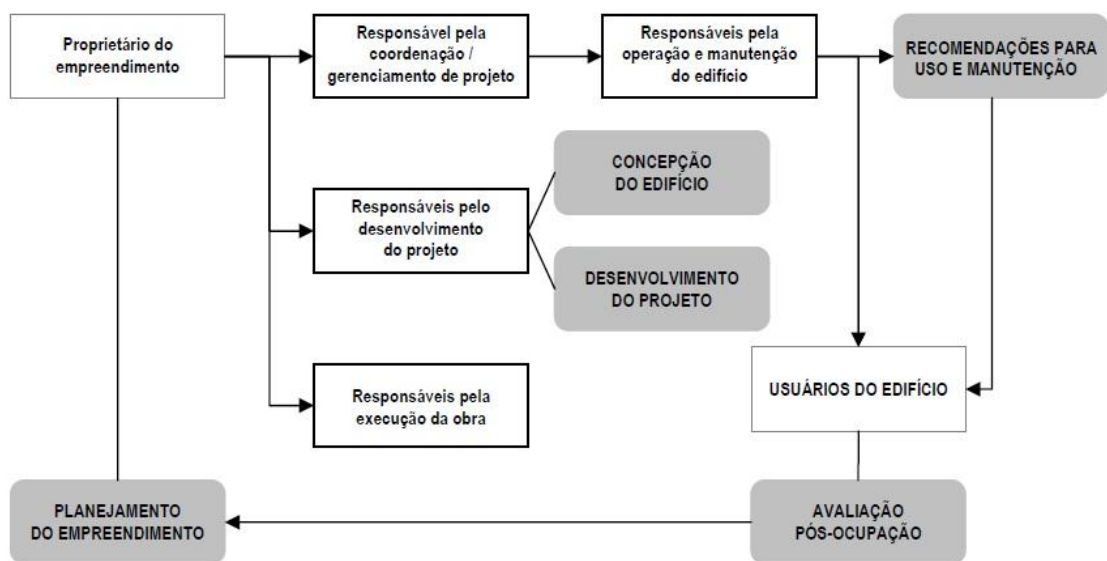 Proprietário do
empreendimento
Responsável pela
coordenação /
gerenciamento de projeto
Responsáveis pela
operação e manutenção
do edifício
RECOMENDAÇÕES PARA
USO E MANUTENÇÃO
CONCEPÇÃO
DO EDIFÍCIO
Responsáveis pelo
desenvolvimento
do projeto
DESENVOLVIMENTO
DO PROJETO
Responsáveis pela
execução da obra
USUÁRIOS DO EDIFÍCIO
PLANEJAMENTO
DO EMPREENDIMENTO
AVALIAÇÃO
PÓS-OCUPAÇÃO